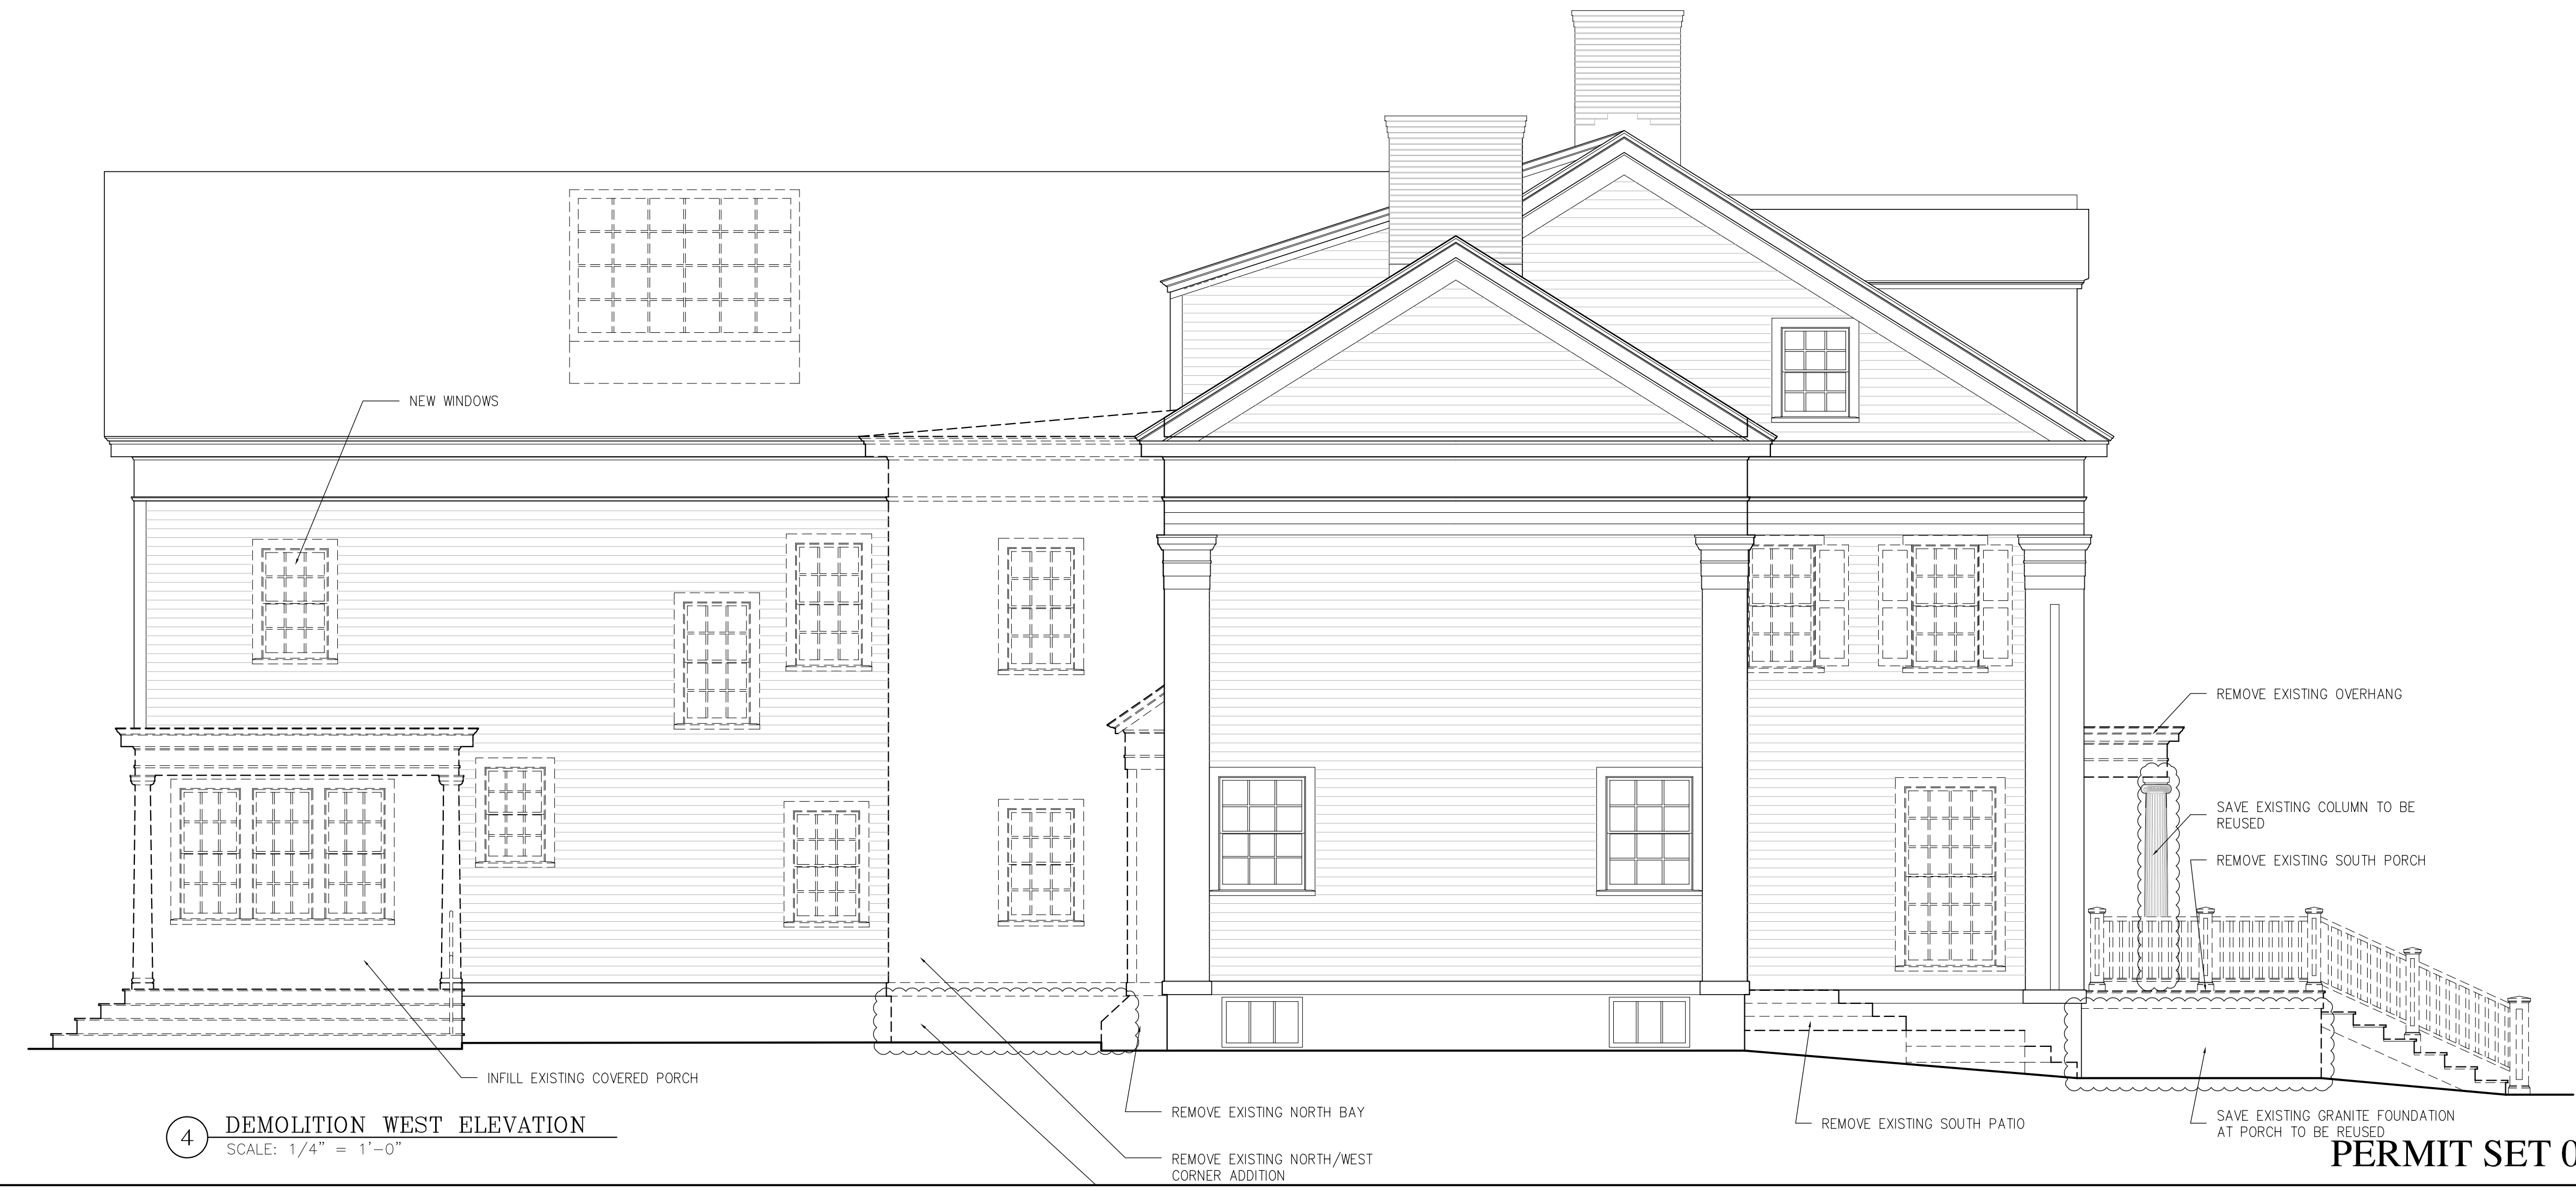 NEW WINDOWS
REMOVE EXISTING OVERHANG
SAVE EXISTING COLUMN TO BE
REUSED
REMOVE EXISTING SOUTH PORCH
INFILL EXISTING COVERED PORCH
REMOVE EXISTING NORTH BAY
REMOVE EXISTING SOUTH PATIO
SAVE EXISTING GRANITE FOUNDATION
AT PORCH TO BE REUSED
4 DEMOLITION WEST ELEVATION
SCALE: 1/4" = 1'-0"
REMOVE EXISTING NORTH/WEST
CORNER ADDITION
PERMIT SET 0